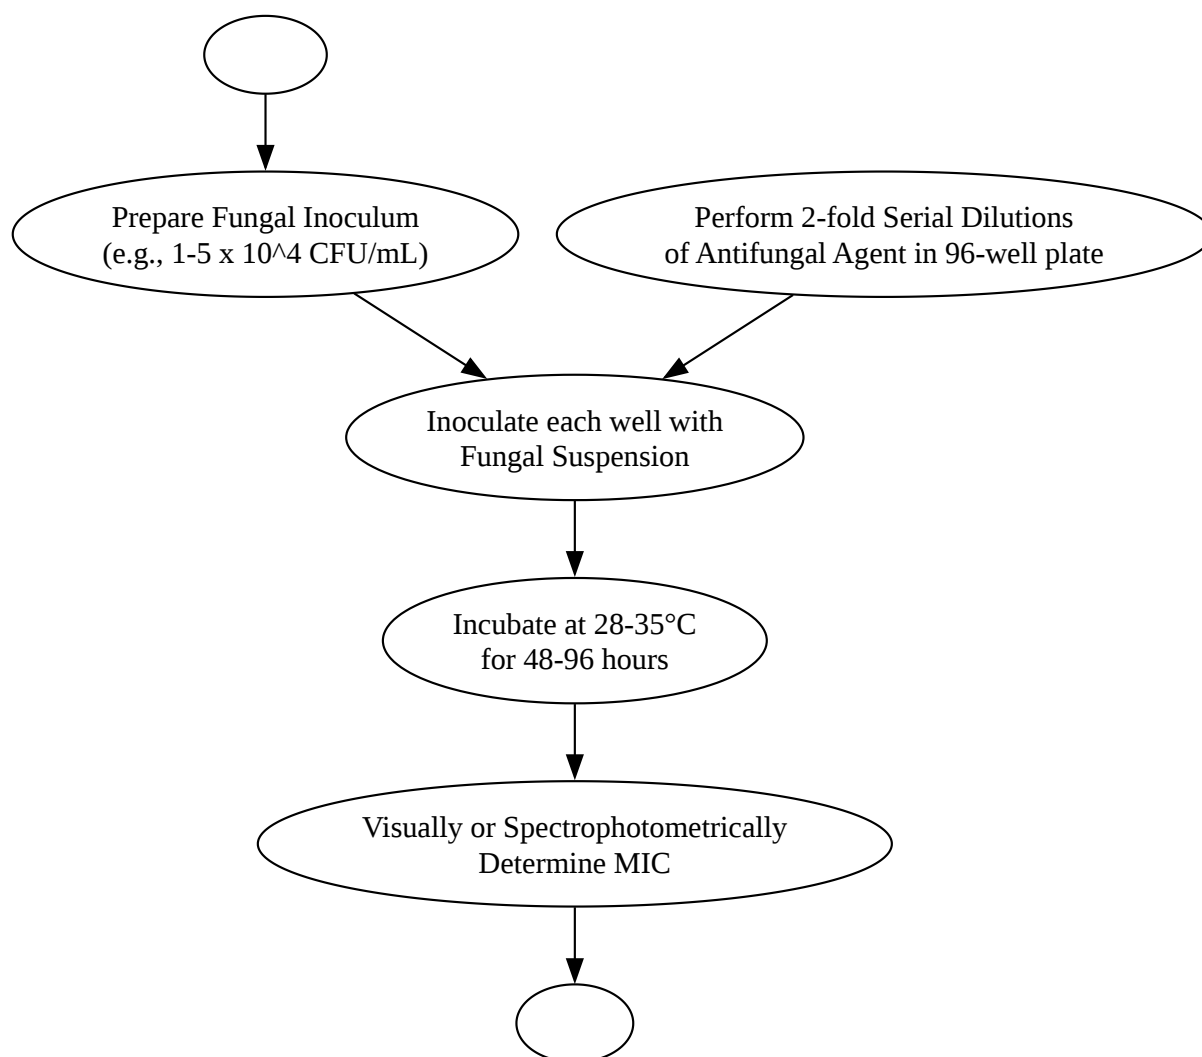 Prepare Fungal Inoculum
(e.g., 1-5 x 10^4 CFU/mL)
Perform 2-fold Serial Dilutions
of Antifungal Agent in 96-well plate
Inoculate each well with
Fungal Suspension
Incubate at 28-35°C
for 48-96 hours
Visually or Spectrophotometrically
Determine MIC